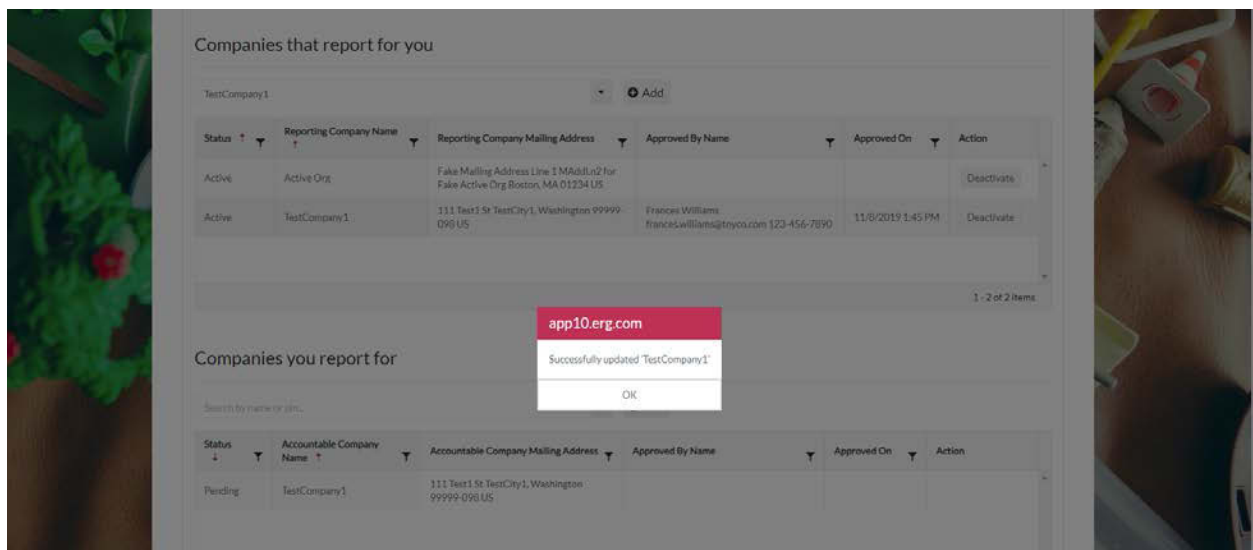 Companies that report for you
TestCompany1
Add
Status Reporting Company Name Reporting Company Mailing Address Approved By Name Approved On Action
Active Active Org Fake Mailing Address Line 1 MAddLn2 for Fake Active Org Boston, MA 01234 US Deactivate
Active TestCompany1 111 Test1 St TestCity1, Washington 99999-098 US Frances Williams frances.williams@tnyco.com 123-456-7890 11/8/2019 1:45 PM Deactivate
1 - 2 of 2 items
app10.erg.com
Successfully updated 'TestCompany1'
OK
Companies you report for
Search by name or
Status Accountable Company Name Accountable Company Mailing Address Approved By Name Approved On Action
Pending TestCompany1 111 Test1 St TestCity1, Washington 99999-098 US